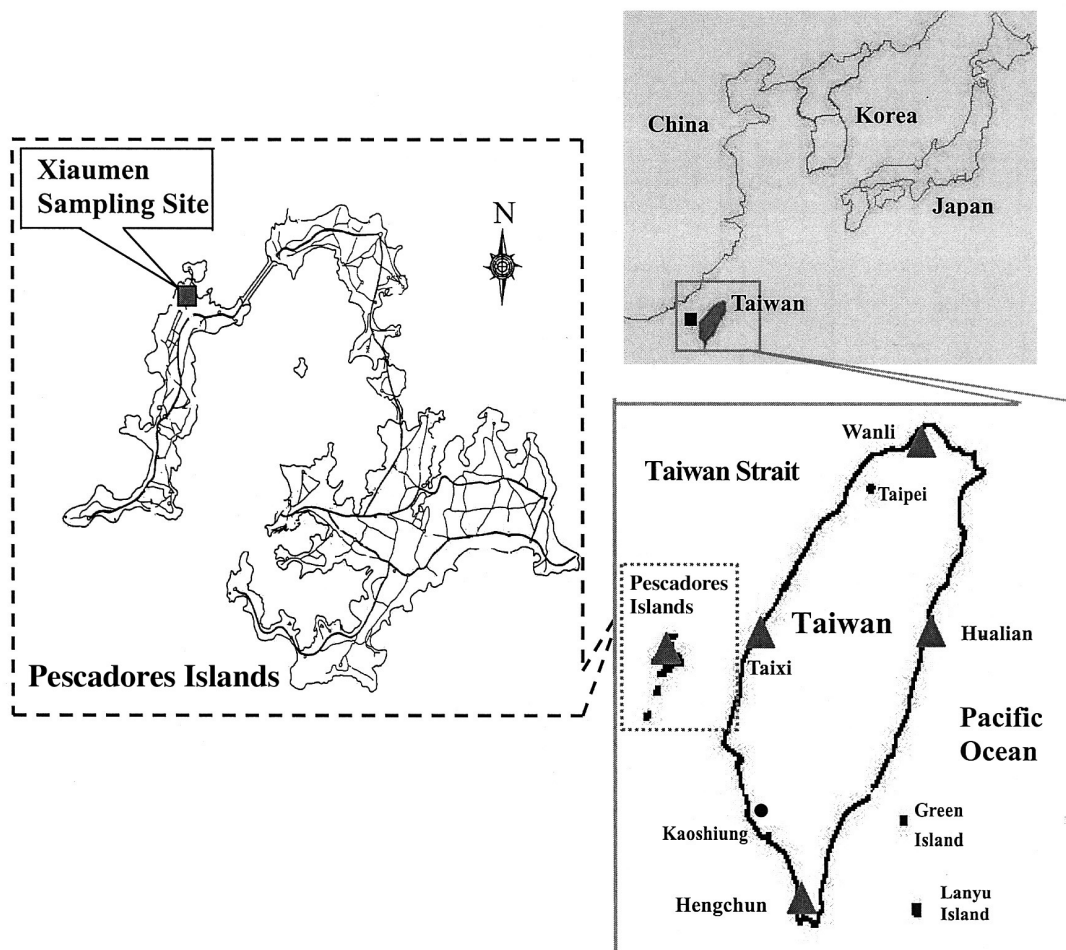 Xiaumen
Sampling Site
N
Pescadores Islands
China
Korea
Japan
Taiwan
Wanli
Taiwan Strait
Taipei
Pescadores
Islands
Taiwan
Hualian
Taixi
Pacific
Ocean
Green
Island
Kaoshiung
Hengchun
Lanyu
Island